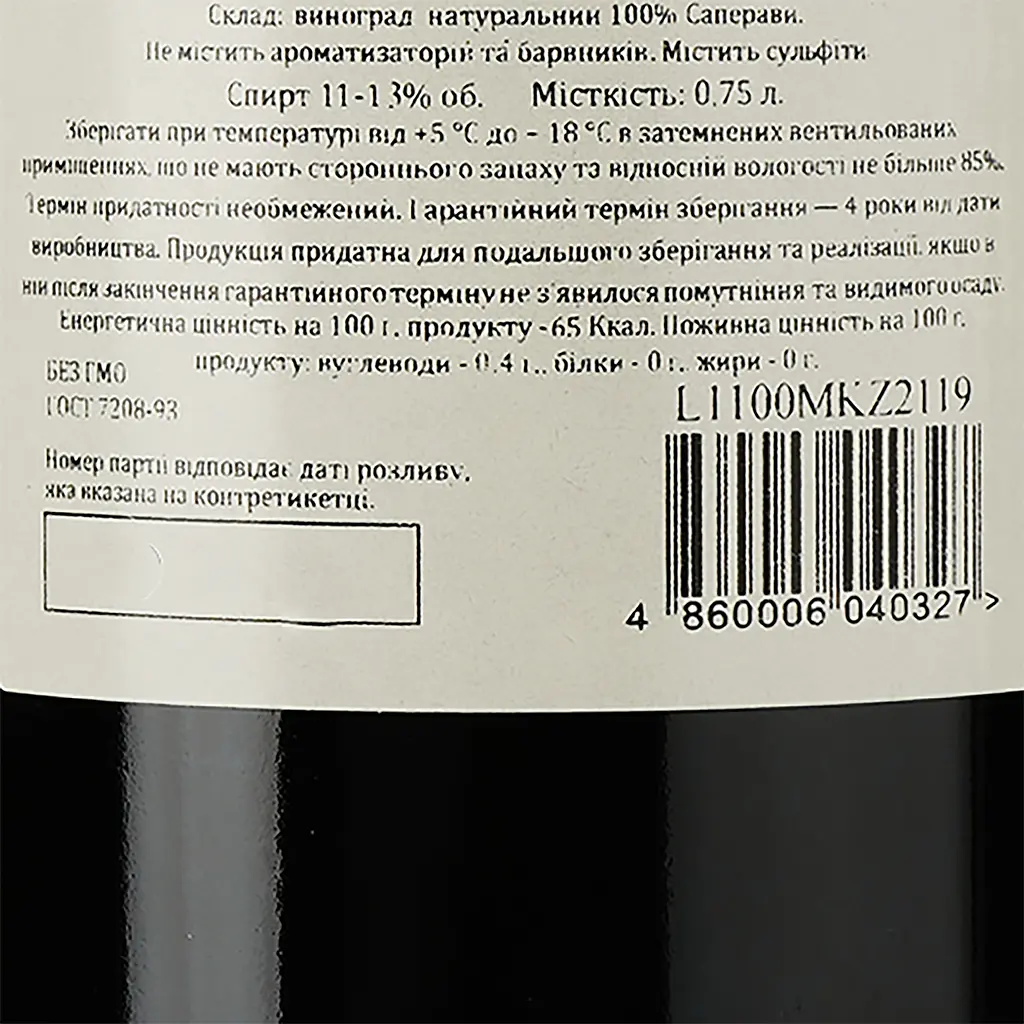 Склад: виноград натуральний 100% Саперави.
Не містить ароматизаторів та барвників. Містить сульфіти.
Спирт 11-13% об. Місткість: 0,75 л.
Зберігати при температурі від +5 °С до - 18 °С в затемнених вентильованих
приміщеннях, що не мають стороннього запаху та відносній вологості не більше 85%.
Термін придатності необмежений. Гарантійний термін зберігання — 4 роки від дати
виробництва. Продукція придатна для подальшого зберігання та реалізації, якщо в
ній після закінчення гарантійного терміну не з'явилося помутніння та видимого осаду.
Енергетична цінність на 100 г. продукту -65 Ккал. Поживна цінність на 100 г.
продукту: вуглеводи - 0,4 г., білки - 0 г., жири - 0 г.
БЕЗ ГМО
ГОСТ 7208-93
L1100MKZ2119
Номер партії відповідає даті розливу,
яка вказана на контретикетці.
4 860006 040327 >